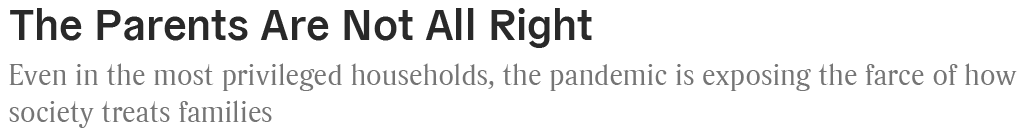 The Parents Are Not All Right
Even in the most privileged households, the pandemic is exposing the farce of how
society treats families